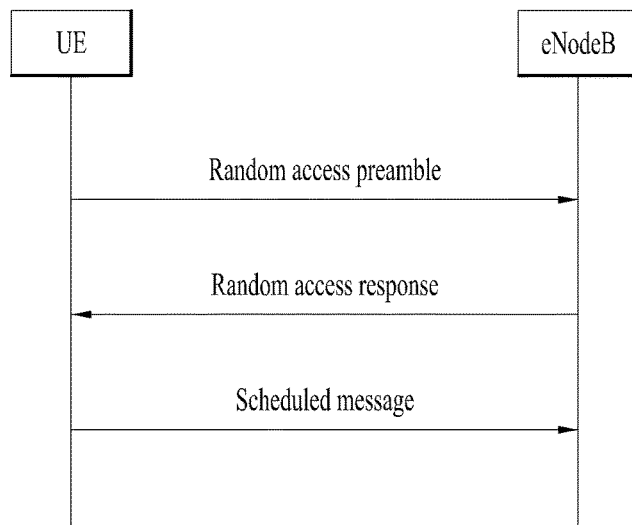 UE
eNodeB
Random access preamble
Random access response
Scheduled message